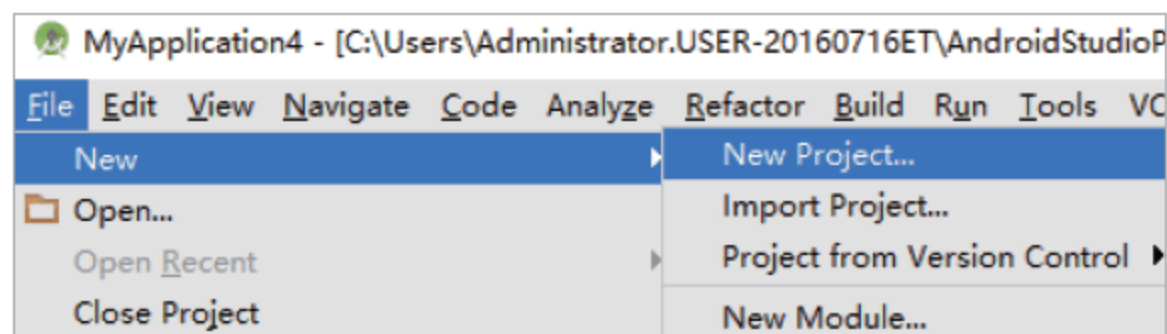 MyApplication4 - [C:\Users\Administrator.USER-20160716ET\AndroidStudioP
File Edit View Navigate Code Analyze Refactor Build Run Tools VC
New
New Project...
Open...
Import Project...
Open Recent
Project from Version Control
Close Project
New Module...